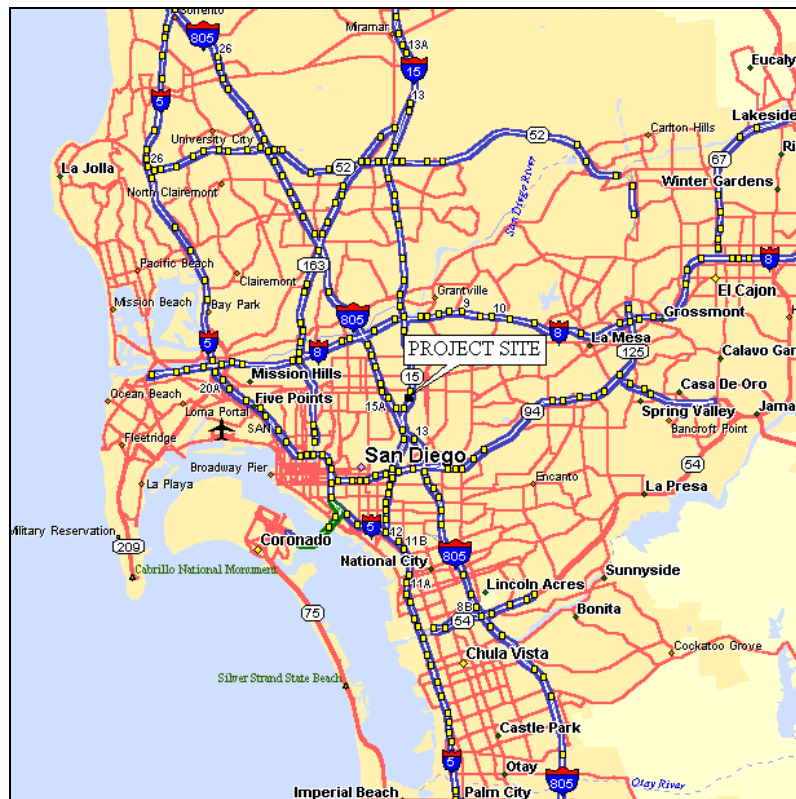 Sorrento
805
26
Miramar
13A
15
13
Eucaly
5
Lakeside
University City
52
Carlton Hills
Ri
26
52
67
La Jolla
North Clairemont
San Diego River
Winter Gardens
163
8
Pacific Beach
Clairemont
El Cajon
Mission Beach
Bay Park
Grantville
9
10
805
Grossmont
H
5
8
8
La Mesa
PROJECT SITE
125
Calavo Gar
Mission Hills
15
20A
Ocean Beach
Five Points
15A
Casa De Oro
Loma Portal
94
Spring Valley
Jama
SAN
13
Bancroft Point
Fleetridge
San Diego
54
Broadway Pier
La Playa
Encanto
La Presa
Military Reservation
5
12
11B
209
Coronado
805
National City
Cabrillo National Monument
11A
Sunnyside
Lincoln Acres
75
8B
54
Bonita
Chula Vista
Cockatoo Grove
Silver Strand State Beach
Castle Park
5
Otay
805
Otay River
Imperial Beach
Palm City